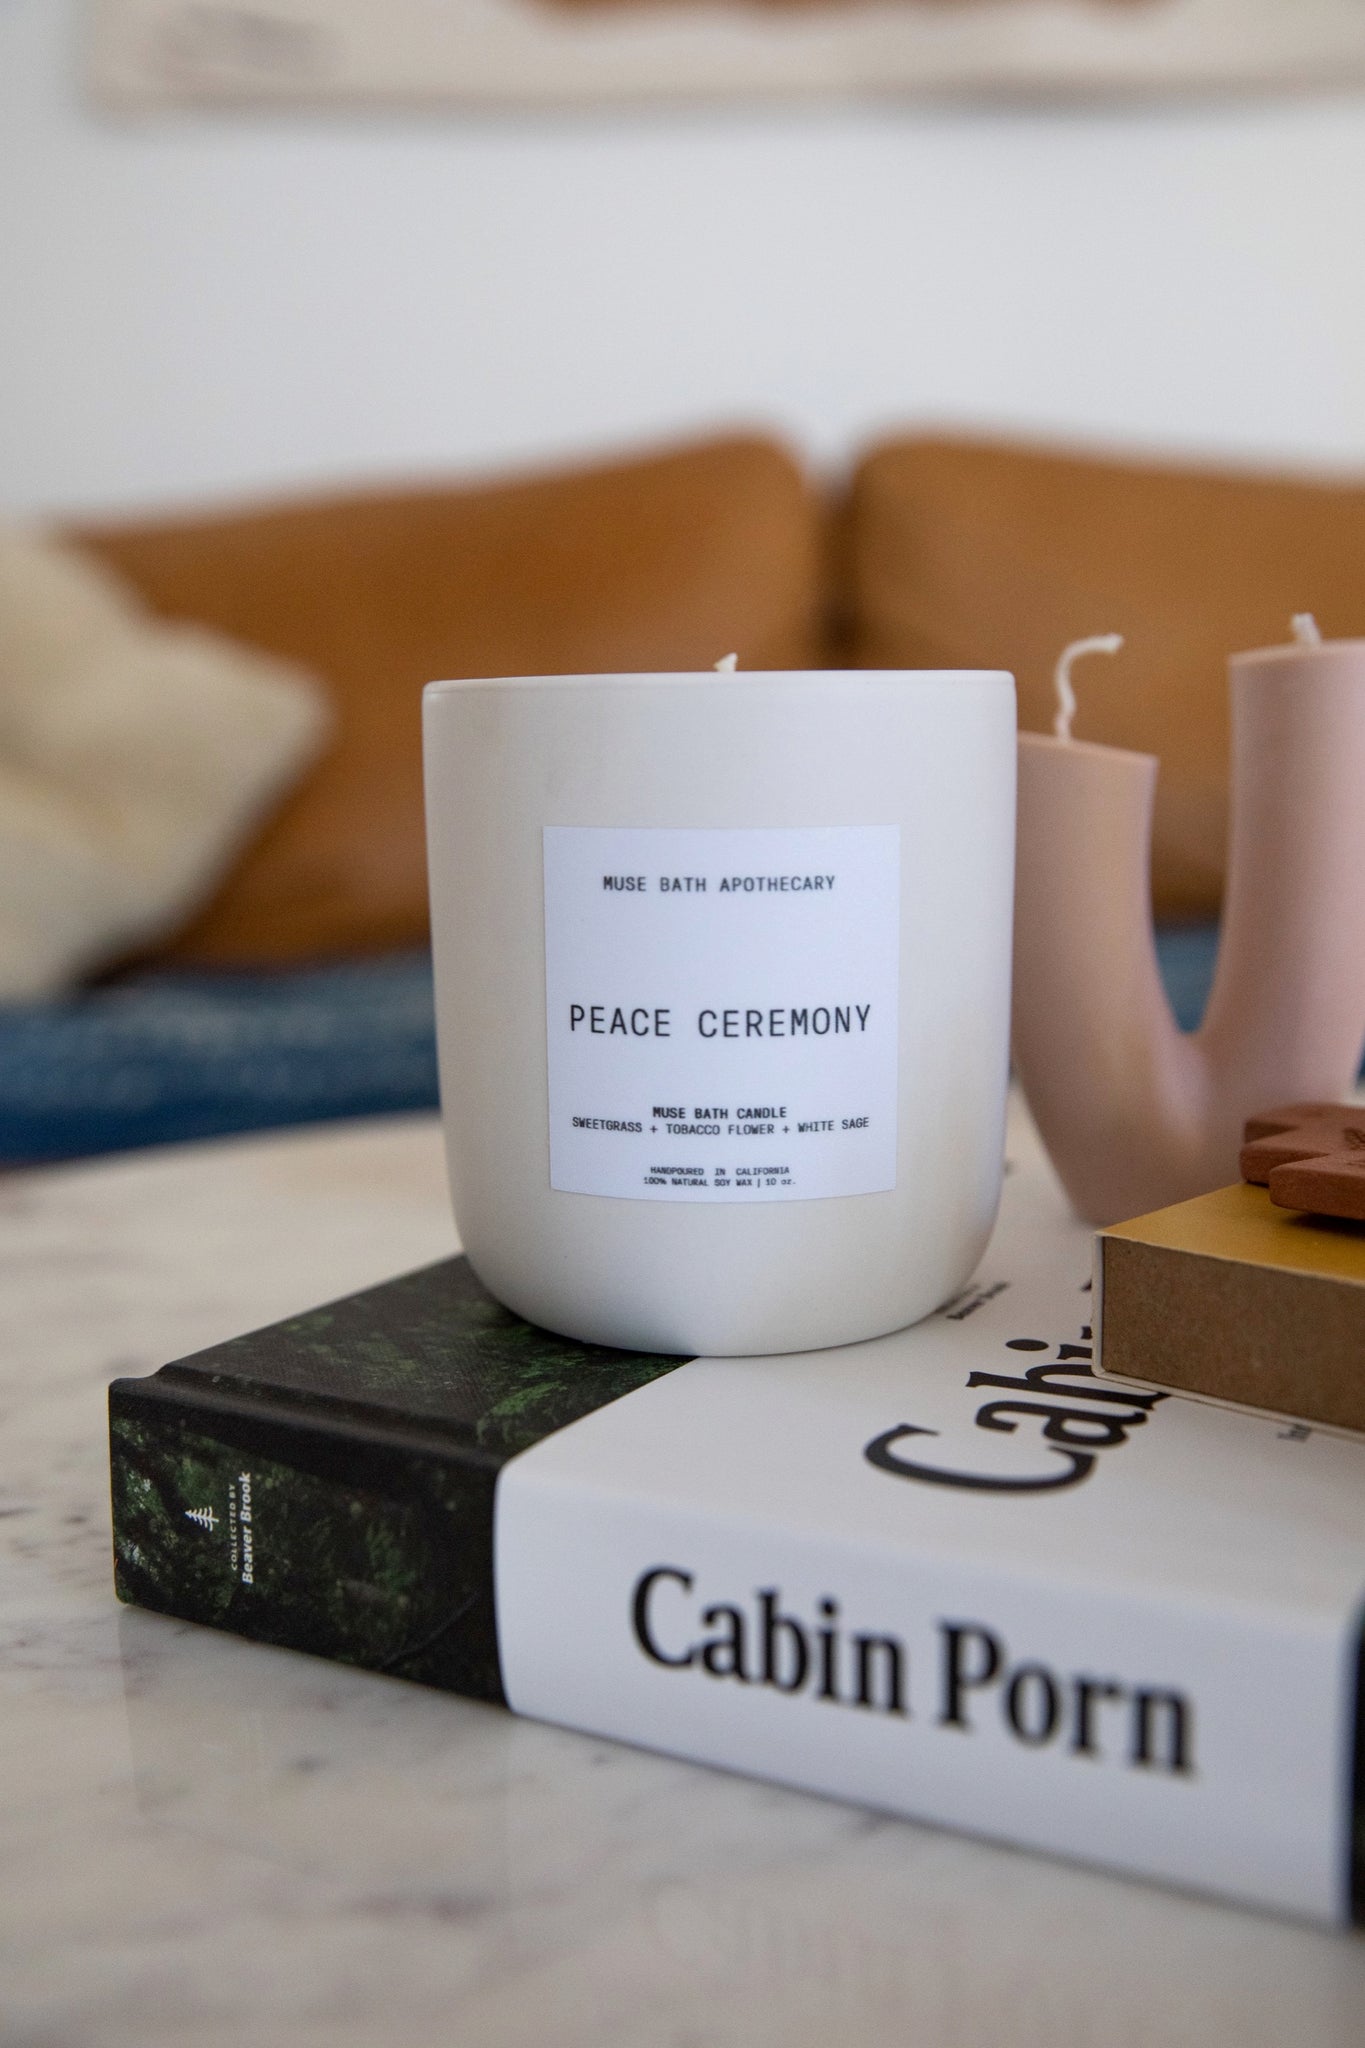 MUSE BATH APOTHECARY
PEACE CEREMONY
MUSE BATH CANDLE
SWEETGRASS + TOBACCO FLOWER + WHITE SAGE
HANDPOURED IN CALIFORNIA
100% NATURAL SOY WAX | 10 oz.
Cabi
COLLECTED BY
Beaver Brook
Cabin Porn